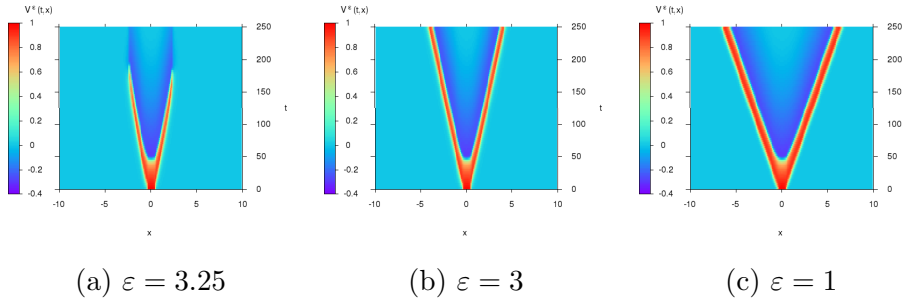 V*(t,x) V*(t,x) V*(t,x)
1 250 1 250 1 250
0.8 200 0.8 200 0.8 200
0.6 0.6 0.6
0.4 150 0.4 150 0.4 150
t t t
0.2 100 0.2 100 0.2 100
0 0 0
50 50 50
-0.2 -0.2 -0.2
-0.4 0 -0.4 0 -0.4 0
-10 -5 0 5 10 -10 -5 0 5 10 -10 -5 0 5 10
x x x
(a) ε = 3.25 (b) ε = 3 (c) ε = 1